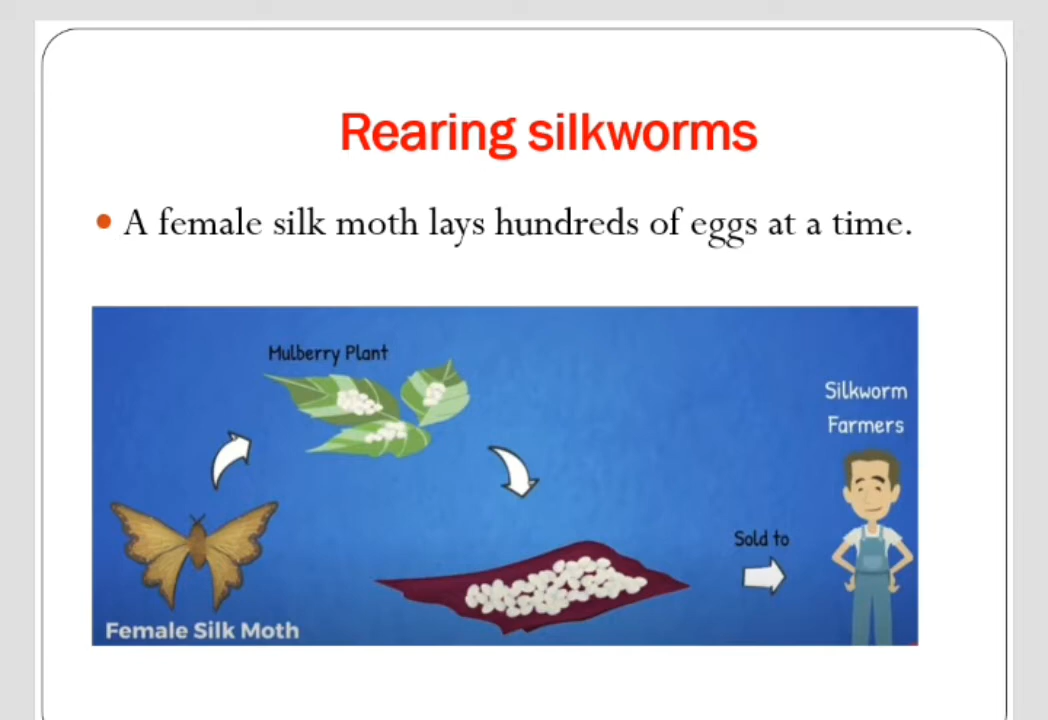 Rearing silkworms
A female silk moth lays hundreds of eggs at a time.
Mulberry Plant
Silkworm
Farmers
Sold to
Female Silk Moth